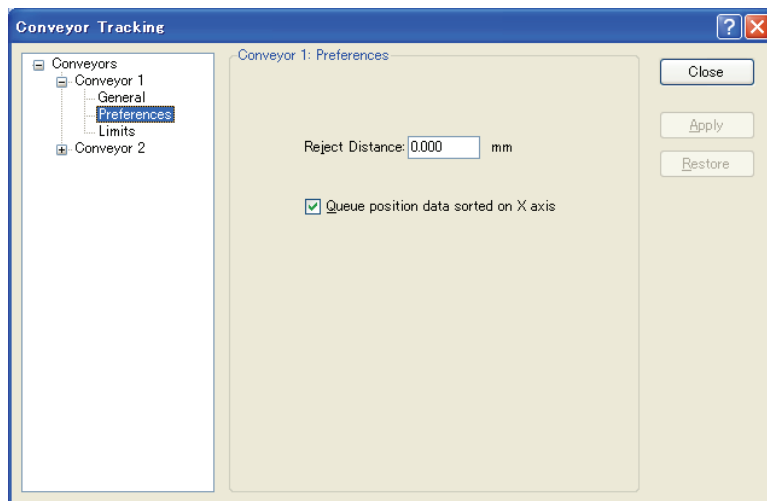 Conveyor Tracking
Conveyors
Conveyor 1
General
Preferences
Limits
Conveyor 2
Conveyor 1: Preferences
Reject Distance: 0.000 mm
Queue position data sorted on X axis
Close
Apply
Restore